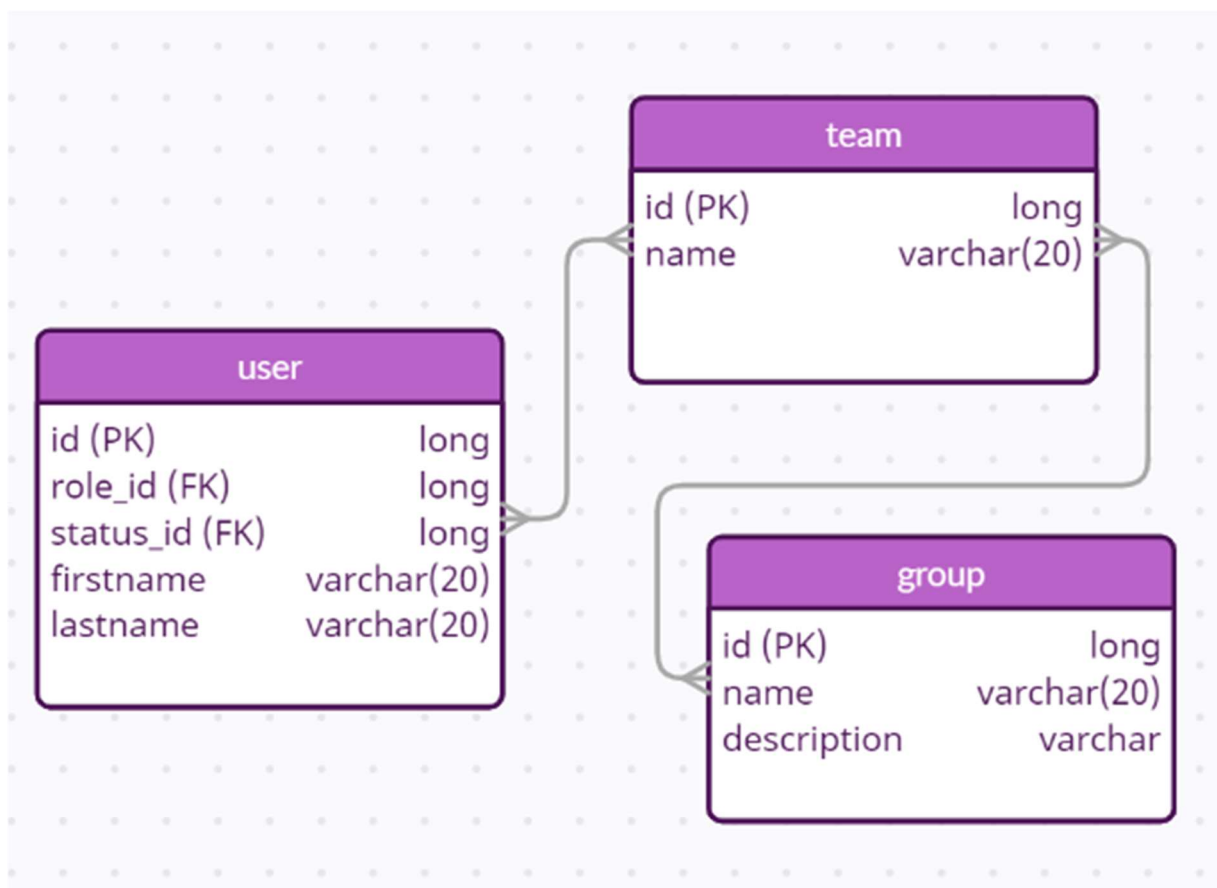 team
id (PK) long
name varchar(20)
user
id (PK) long
role_id (FK) long
status_id (FK) long
firstname varchar(20)
lastname varchar(20)
group
id (PK) long
name varchar(20)
description varchar